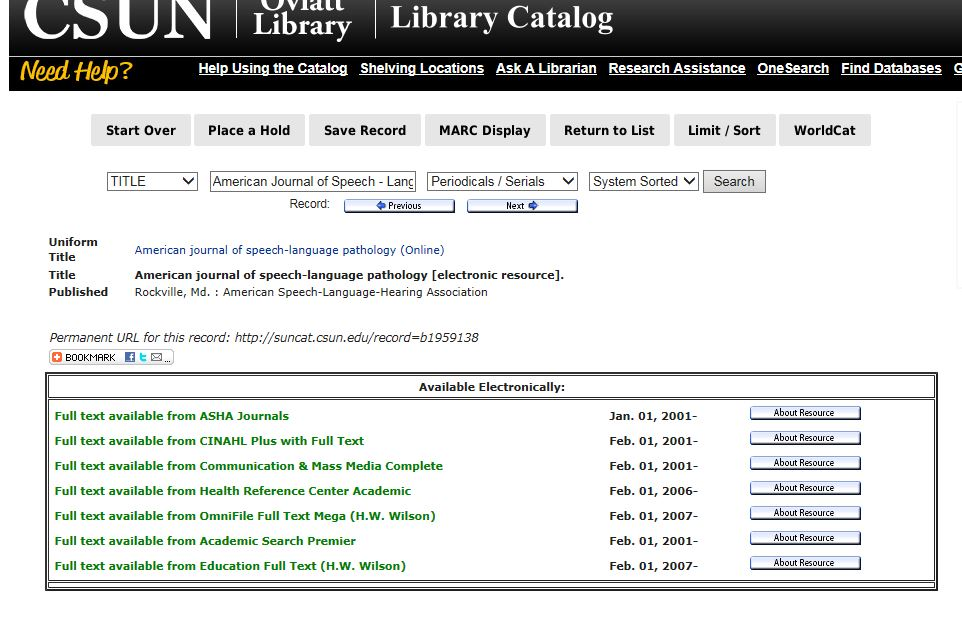 CSUN
Oviatt
Library
Library Catalog
Need Help?
Help Using the Catalog Shelving Locations Ask A Librarian Research Assistance OneSearch Find Databases G
Start Over Place a Hold Save Record MARC Display Return to List Limit / Sort WorldCat
TITLE American Journal of Speech - Lang Periodicals / Serials System Sorted Search
Record: Previous Next
Uniform
Title
American journal of speech-language pathology (Online)
Title American journal of speech-language pathology [electronic resource].
Published Rockville, Md. : American Speech-Language-Hearing Association
Permanent URL for this record: http://suncat.csun.edu/record=b1959138
BOOKMARK ...
Available Electronically:
Full text available from ASHA Journals Jan. 01, 2001- About Resource
Full text available from CINAHL Plus with Full Text Feb. 01, 2001- About Resource
Full text available from Communication & Mass Media Complete Feb. 01, 2001- About Resource
Full text available from Health Reference Center Academic Feb. 01, 2006- About Resource
Full text available from OmniFile Full Text Mega (H.W. Wilson) Feb. 01, 2007- About Resource
Full text available from Academic Search Premier Feb. 01, 2001- About Resource
Full text available from Education Full Text (H.W. Wilson) Feb. 01, 2007- About Resource